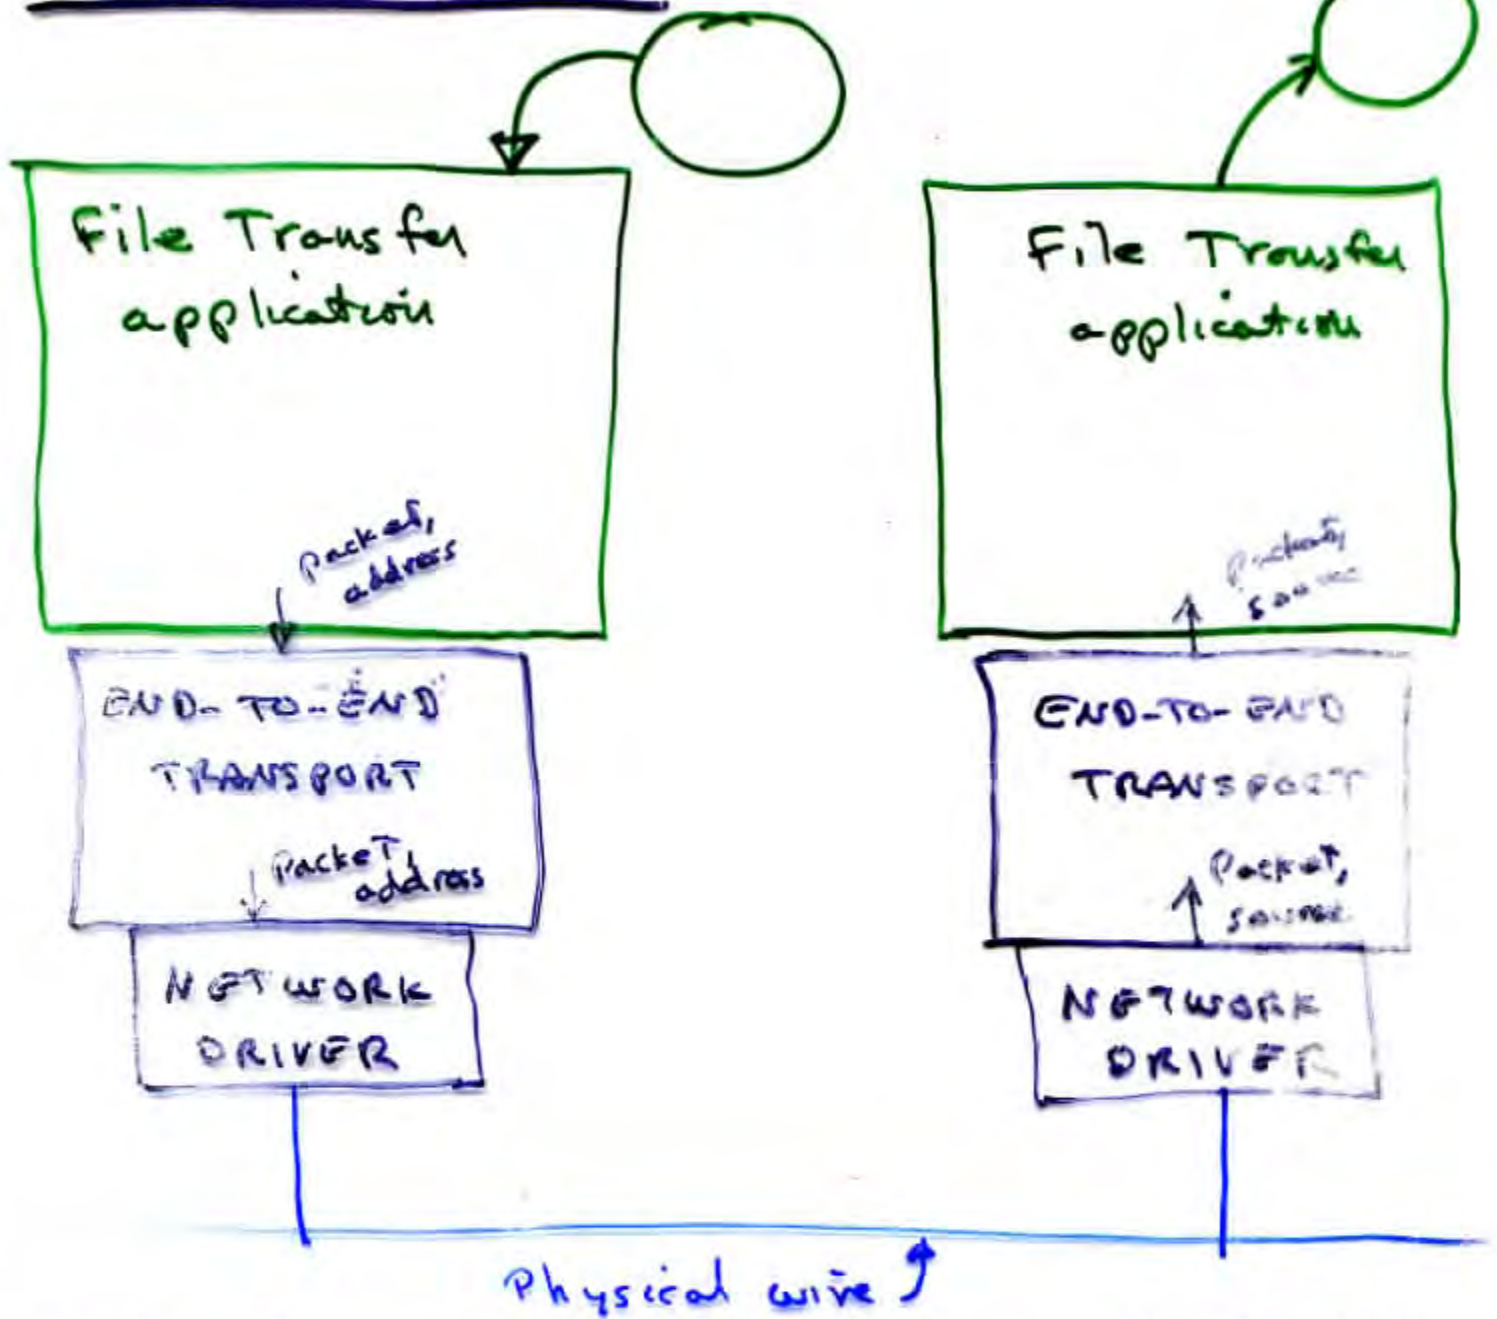 File Transfer
application
packet,
address
END-TO-END
TRANSPORT
packet,
address
NETWORK
DRIVER
File Transfer
application
Packet,
source
END-TO-END
TRANSPORT
Packet,
source
NETWORK
DRIVER
Physical wire